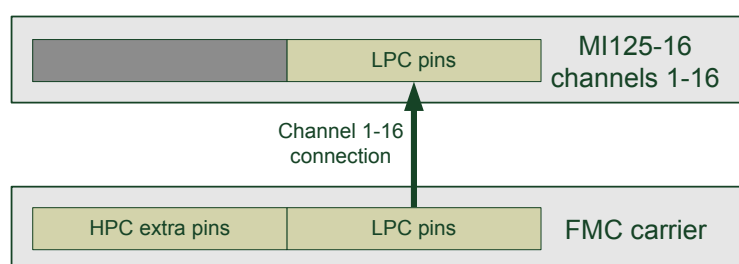 LPC pins
MI125-16
channels 1-16
Channel 1-16
connection
HPC extra pins
LPC pins
FMC carrier